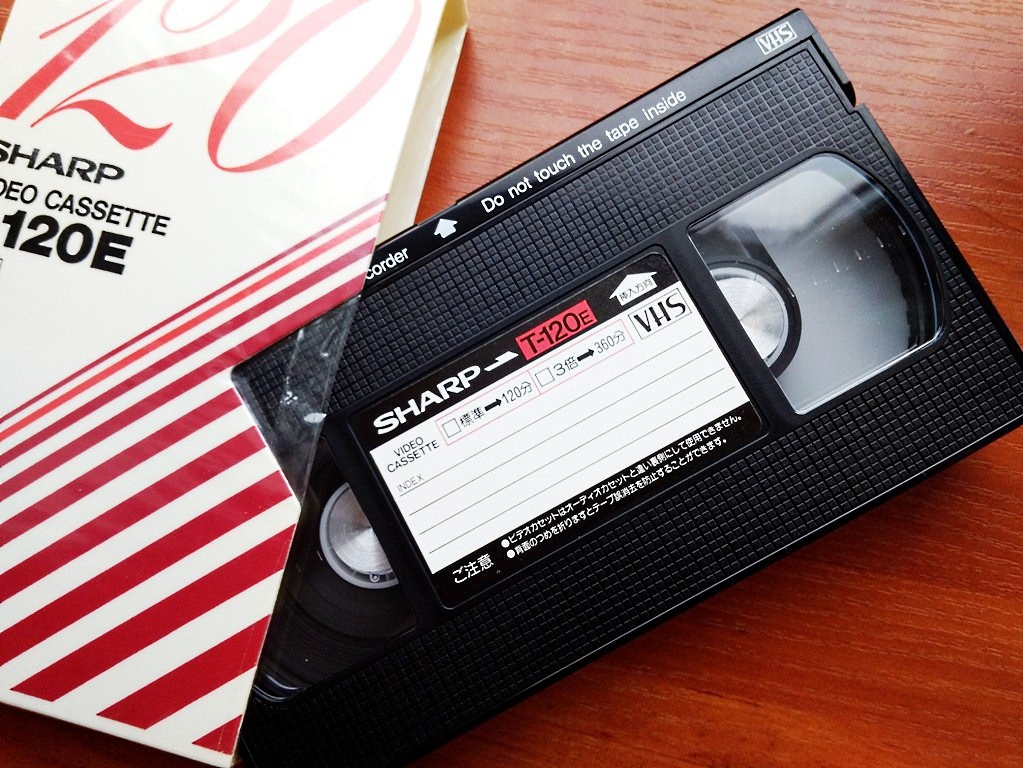 120
SHARP
VIDEO CASSETTE
T-120E
VHS
Do not touch the tape inside
挿入方向
SHARP T-120E
VHS
VIDEO CASSETTE
□標準➡120分 □3倍➡360分
INDEX
ご注意
●ビデオカセットはオーディオカセットと違い裏側にして使用できません。
●背面のつめを折りますとテープ誤消去を防止することができます。